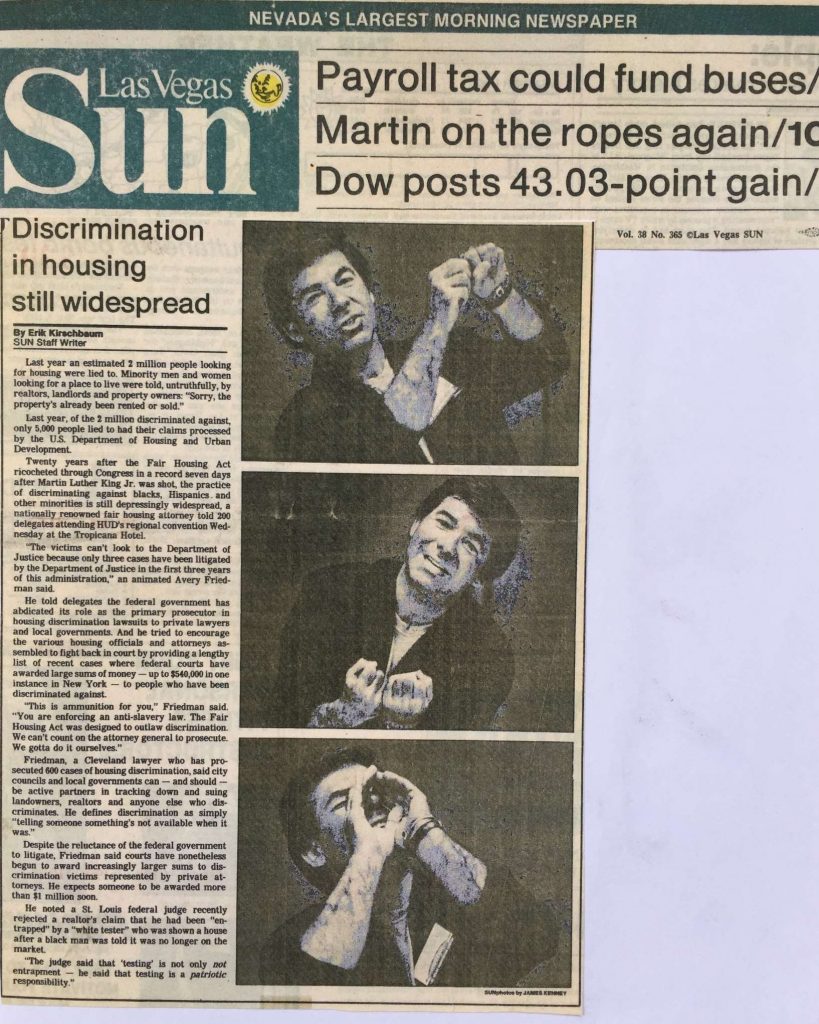 NEVADA'S LARGEST MORNING NEWSPAPER
Las Vegas
Sun
Payroll tax could fund buses/
Martin on the ropes again/10
Dow posts 43.03-point gain/
Vol. 38 No. 365 ©Las Vegas SUN
Discrimination
in housing
still widespread
By Erik Kirschbaum
SUN Staff Writer
Last year an estimated 2 million people looking
for housing were lied to. Minority men and women
looking for a place to live were told, untruthfully, by
realtors, landlords and property owners: "Sorry, the
property's already been rented or sold."
Last year, of the 2 million discriminated against,
only 5,000 people lied to had their claims processed
by the U.S. Department of Housing and Urban
Development.
Twenty years after the Fair Housing Act
ricocheted through Congress in a record seven days
after Martin Luther King Jr. was shot, the practice
of discriminating against blacks, Hispanics and
other minorities is still depressingly widespread, a
nationally renowned fair housing attorney told 200
delegates attending HUD's regional convention Wed-
nesday at the Tropicana Hotel.
"The victims can't look to the Department of
Justice because only three cases have been litigated
by the Department of Justice in the first three years
of this administration," an animated Avery Fried-
man said.
He told delegates the federal government has
abdicated its role as the primary prosecutor in
housing discrimination lawsuits to private lawyers
and local governments. And he tried to encourage
the various housing officials and attorneys as-
sembled to fight back in court by providing a lengthy
list of recent cases where federal courts have
awarded large sums of money — up to $540,000 in one
instance in New York — to people who have been
discriminated against.
"This is ammunition for you," Friedman said.
"You are enforcing an anti-slavery law. The Fair
Housing Act was designed to outlaw discrimination.
We can't count on the attorney general to prosecute.
We gotta do it ourselves."
Friedman, a Cleveland lawyer who has pro-
secuted 600 cases of housing discrimination, said city
councils and local governments can — and should —
be active partners in tracking down and suing
landowners, realtors and anyone else who dis-
criminates. He defines discrimination as simply
"telling someone something's not available when it
was."
Despite the reluctance of the federal government
to litigate, Friedman said courts have nonetheless
begun to award increasingly larger sums to dis-
crimination victims represented by private at-
torneys. He expects someone to be awarded more
than $1 million soon.
He noted a St. Louis federal judge recently
rejected a realtor's claim that he had been "en-
trapped" by a "white tester" who was shown a house
after a black man was told it was no longer on the
market.
"The judge said that 'testing' is not only not
entrapment — he said that testing is a patriotic
responsibility."
SUN photos by JAMES KENNEY